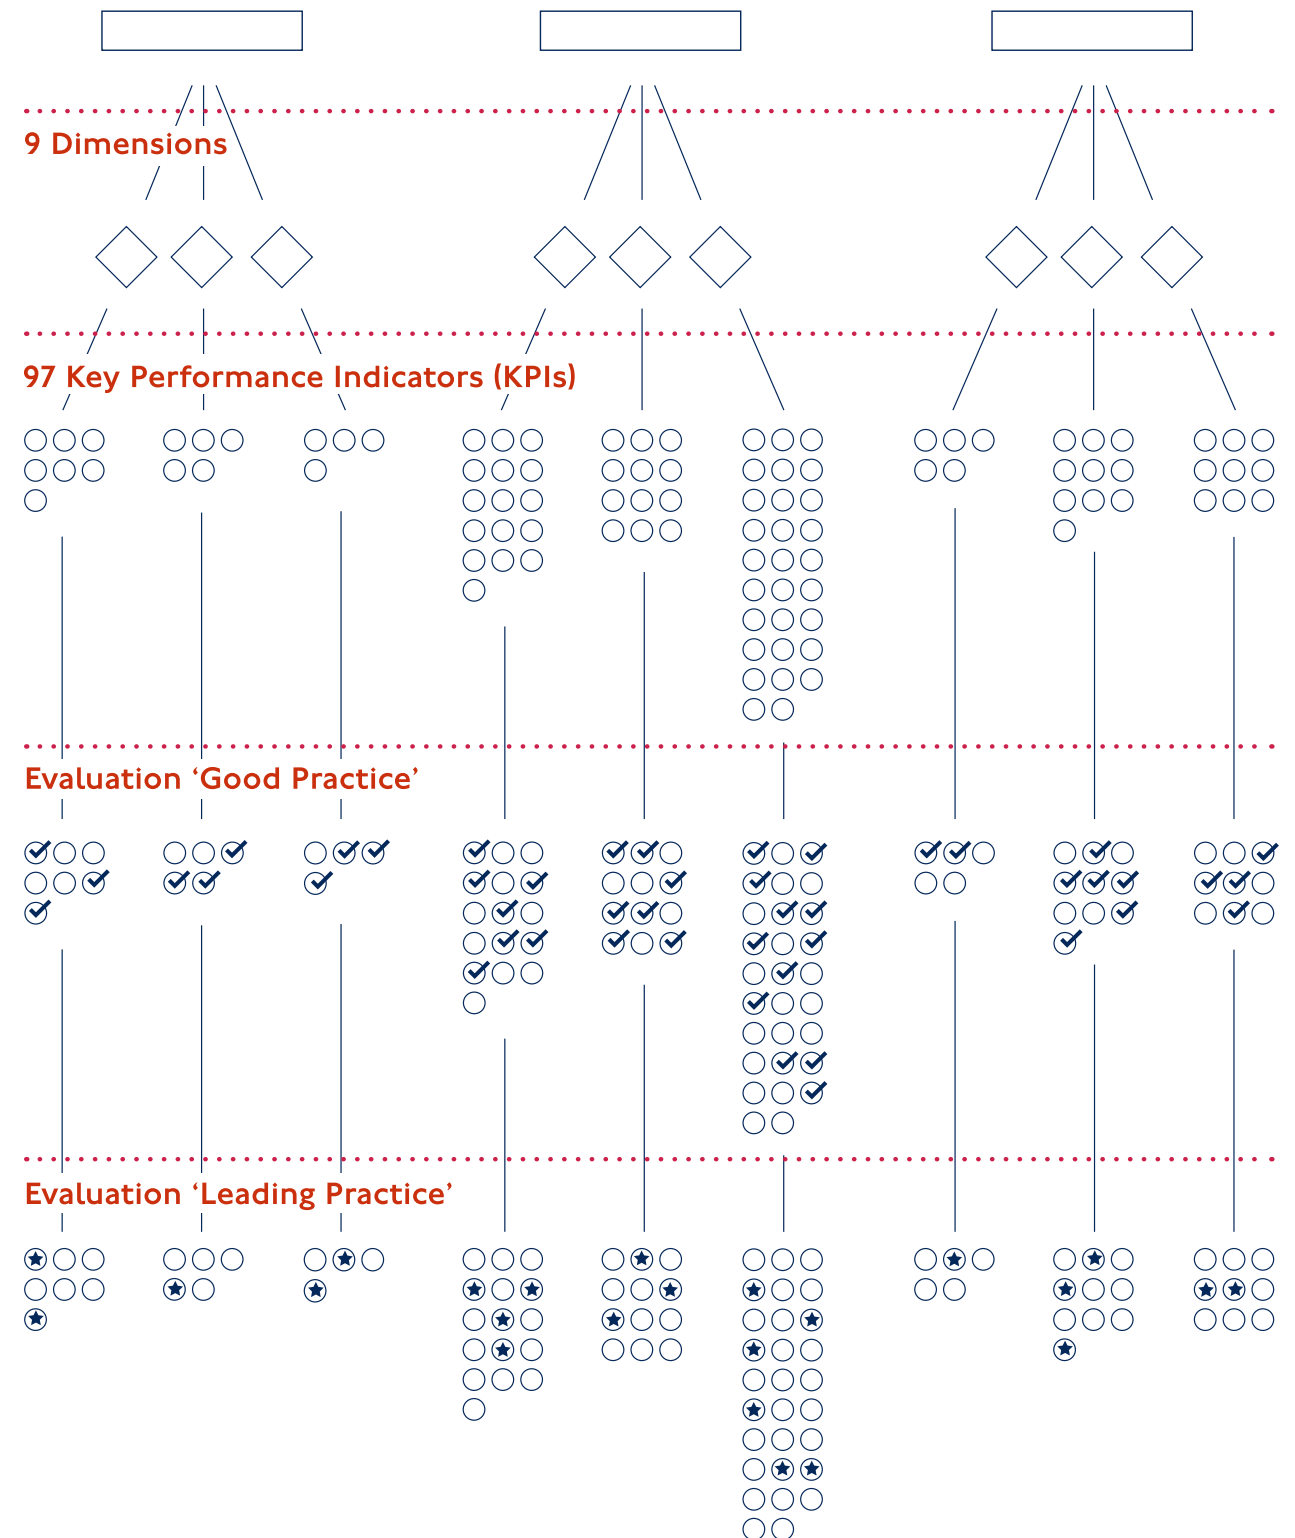 9 Dimensions
97 Key Performance Indicators (KPIs)
Evaluation ‘Good Practice’
Evaluation ‘Leading Practice’